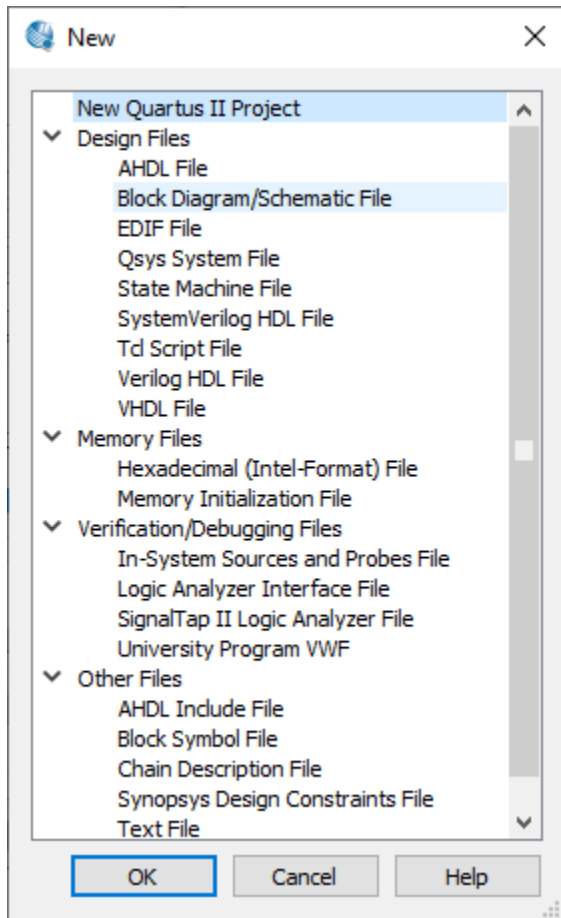 New
New Quartus II Project
Design Files
AHDL File
Block Diagram/Schematic File
EDIF File
Qsys System File
State Machine File
SystemVerilog HDL File
Tcl Script File
Verilog HDL File
VHDL File
Memory Files
Hexadecimal (Intel-Format) File
Memory Initialization File
Verification/Debugging Files
In-System Sources and Probes File
Logic Analyzer Interface File
SignalTap II Logic Analyzer File
University Program VWF
Other Files
AHDL Include File
Block Symbol File
Chain Description File
Synopsys Design Constraints File
Text File
OK Cancel Help